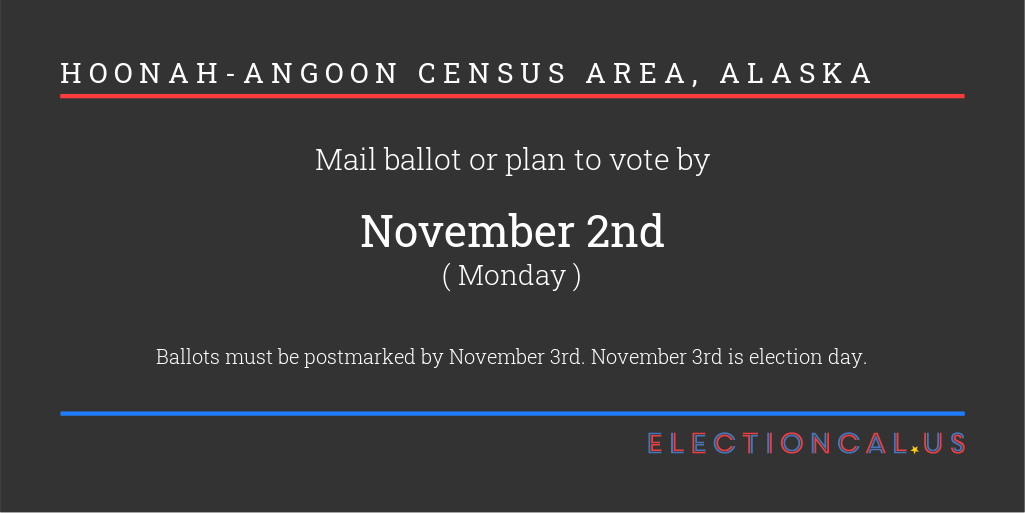 HOONAH-ANGOON CENSUS AREA, ALASKA
Mail ballot or plan to vote by
November 2nd
( Monday )
Ballots must be postmarked by November 3rd. November 3rd is election day.
ELECTIONCAL.US